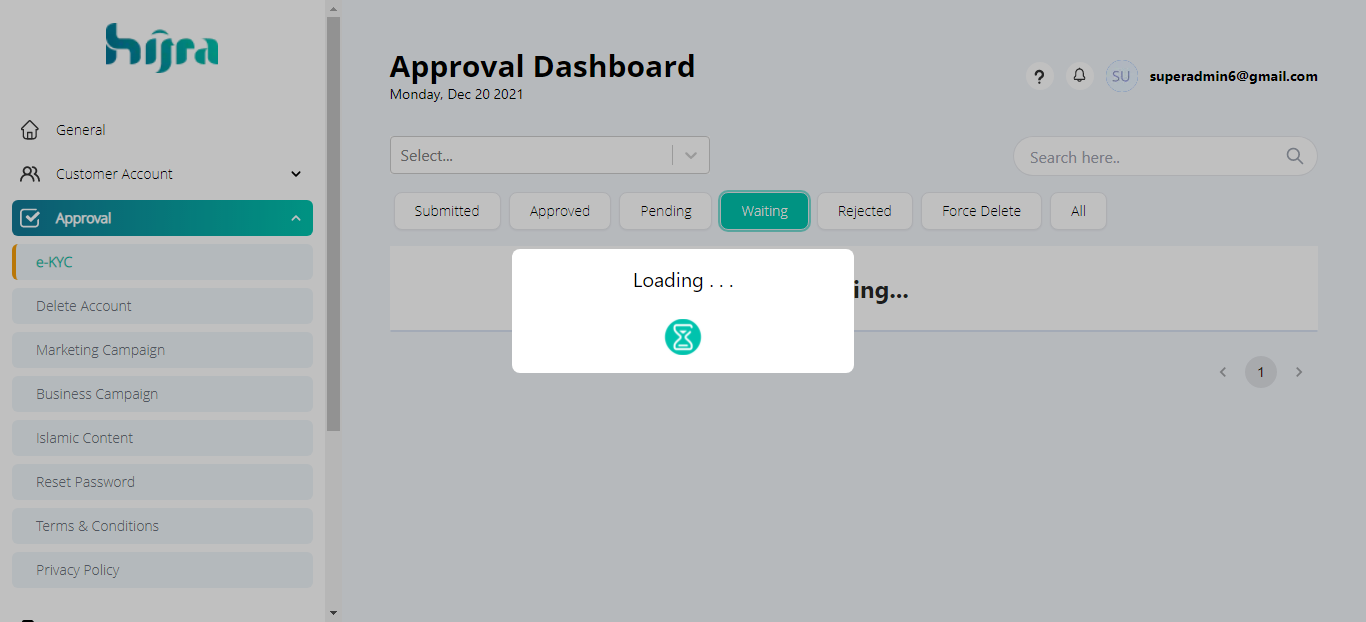 hijra
General
Customer Account
Approval
e-KYC
Delete Account
Marketing Campaign
Business Campaign
Islamic Content
Reset Password
Terms & Conditions
Privacy Policy
Approval Dashboard
Monday, Dec 20 2021
?
SU
superadmin6@gmail.com
Select...
Search here..
Submitted
Approved
Pending
Waiting
Rejected
Force Delete
All
Loading . . .
ing...
1